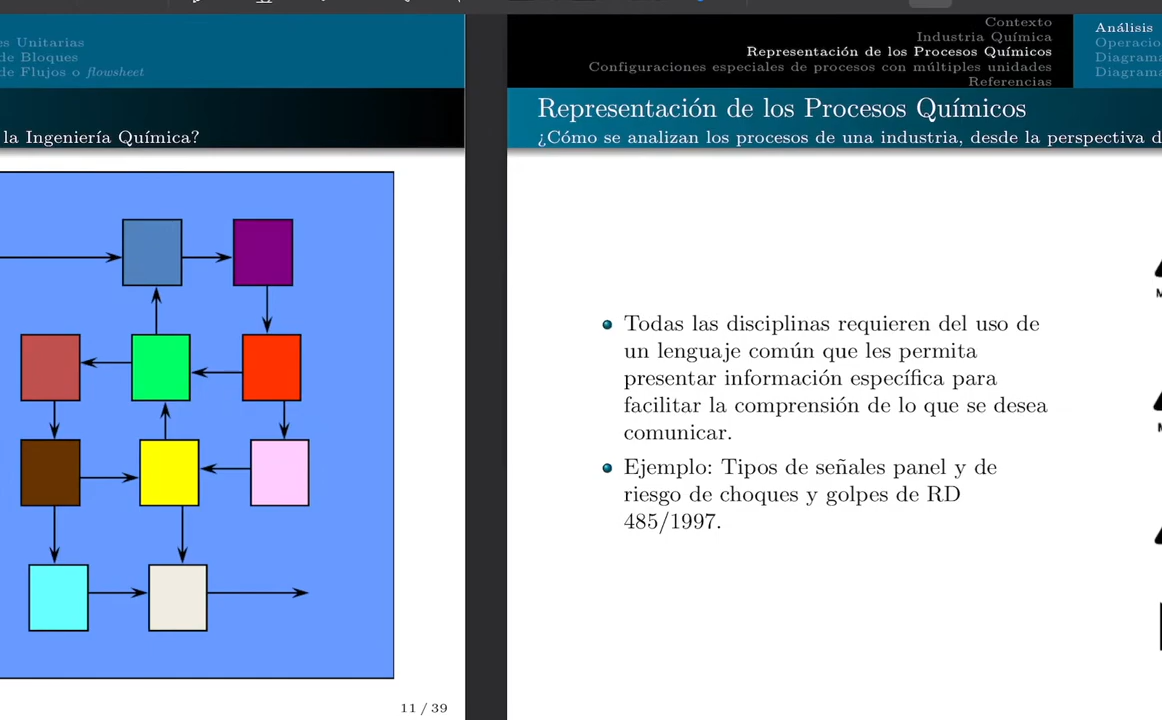 es Unitarias
de Bloques
de Flujos o flowsheet
la Ingeniería Química?
11 / 39
Contexto
Industria Química
Representación de los Procesos Químicos
Configuraciones especiales de procesos con múltiples unidades
Referencias
Análisis
Operacio
Diagrama
Diagrama
Representación de los Procesos Químicos
¿Cómo se analizan los procesos de una industria, desde la perspectiva d
Todas las disciplinas requieren del uso de
un lenguaje común que les permita
presentar información específica para
facilitar la comprensión de lo que se desea
comunicar.
Ejemplo: Tipos de señales panel y de
riesgo de choques y golpes de RD
485/1997.